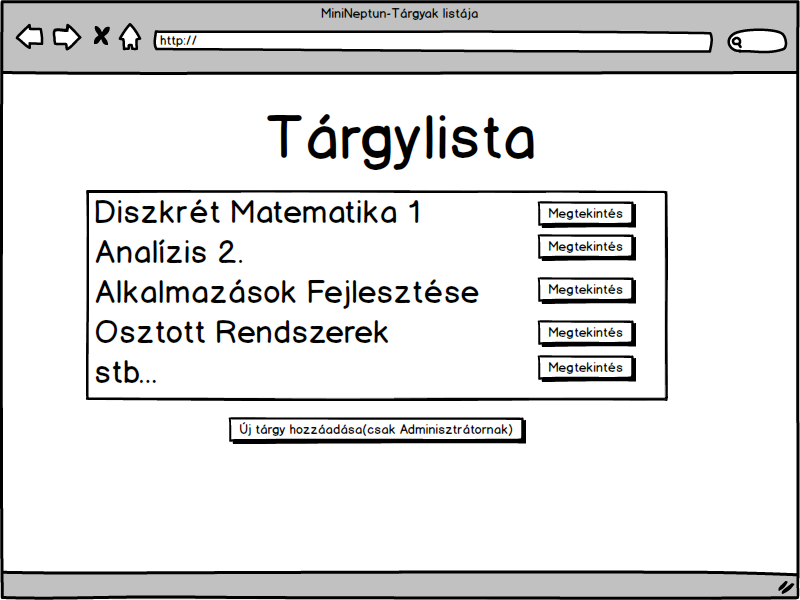 MiniNeptun-Tárgyak listája
http://
Tárgylista
Diszkrét Matematika 1 Megtekintés
Analízis 2. Megtekintés
Alkalmazások Fejlesztése Megtekintés
Osztott Rendszerek Megtekintés
stb... Megtekintés
Új tárgy hozzáadása(csak Adminisztrátornak)